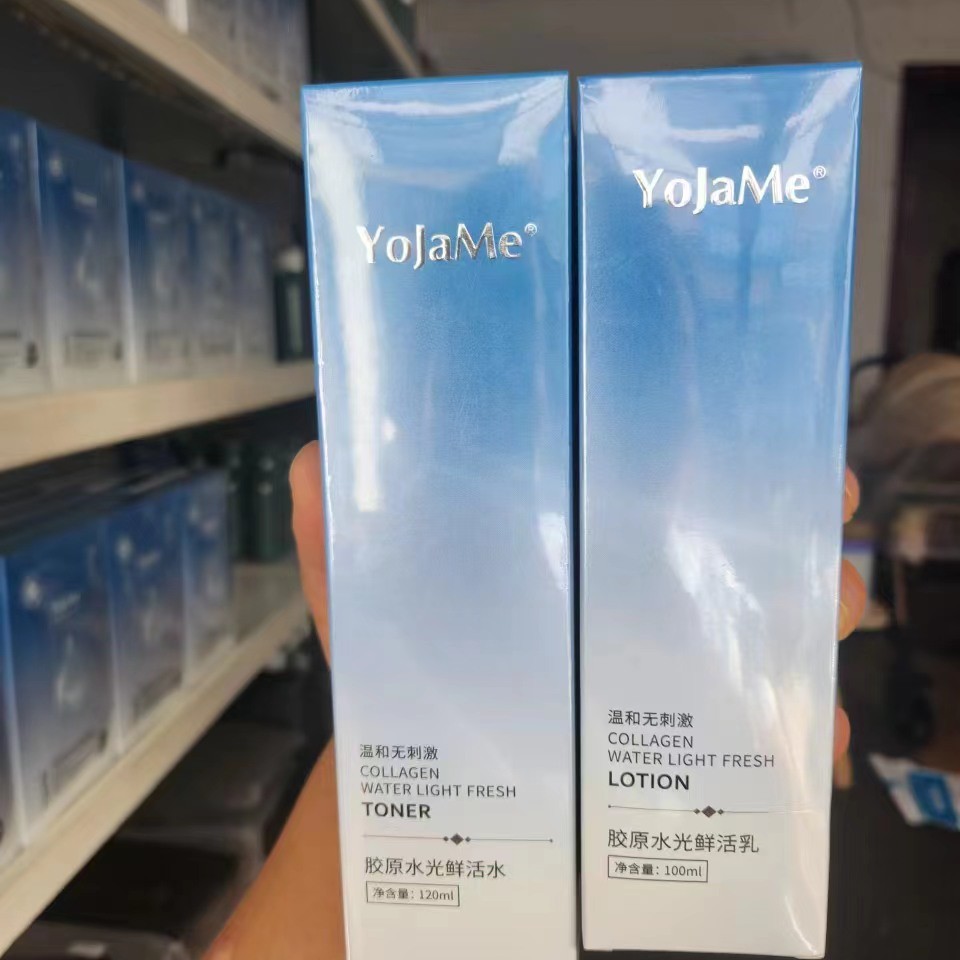 YoJaMe®
温和无刺激
COLLAGEN
WATER LIGHT FRESH
TONER
胶原水光鲜活水
净含量：120ml
YoJaMe®
温和无刺激
COLLAGEN
WATER LIGHT FRESH
LOTION
胶原水光鲜活乳
净含量：100ml